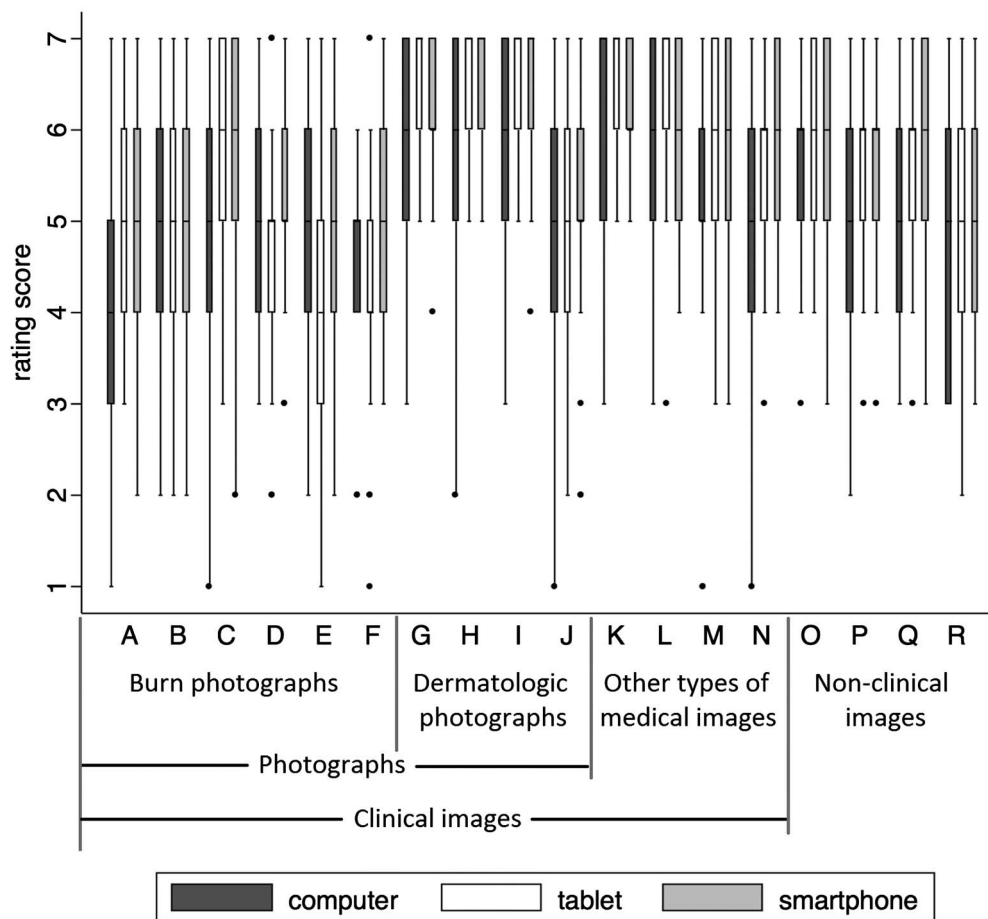 rating score
7
6
5
4
3
2
1
A B C D E F G H I J K L M N O P Q R
Burn photographs
Dermatologic
photographs
Other types of
medical images
Non-clinical
images
Photographs
Clinical images
computer tablet smartphone